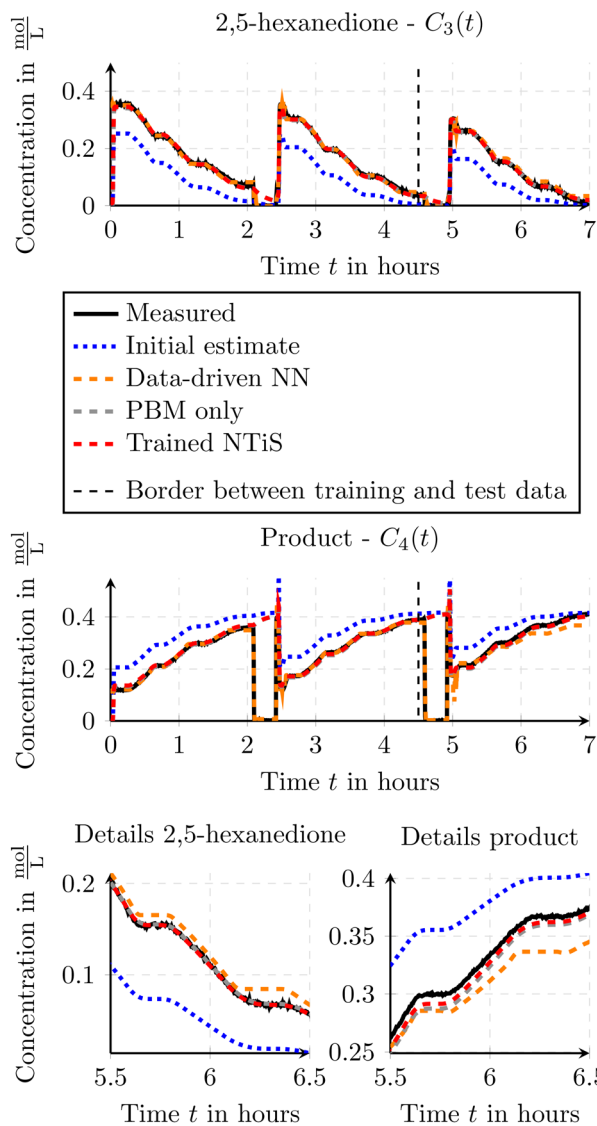 2,5-hexanedione - C₃(t)
Concentration in mol/L
0.4
0.2
0
0 1 2 3 4 5 6 7
Time t in hours
Measured
Initial estimate
Data-driven NN
PBM only
Trained NTiS
Border between training and test data
Product - C₄(t)
Concentration in mol/L
0.4
0.2
0
0 1 2 3 4 5 6 7
Time t in hours
Details 2,5-hexanedione
Concentration in mol/L
0.2
0.1
5.5 6 6.5
Time t in hours
Details product
0.4
0.35
0.3
0.25
5.5 6 6.5
Time t in hours